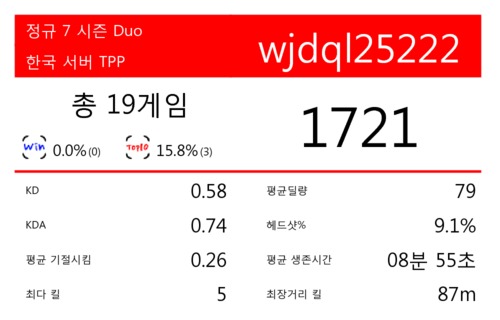 정규 7 시즌 Duo
한국 서버 TPP
wjdql25222
총 19게임
win 0.0% (0) TOP10 15.8% (3)
1721
KD 0.58 평균딜량 79
KDA 0.74 헤드샷% 9.1%
평균 기절시킴 0.26 평균 생존시간 08분 55초
최다 킬 5 최장거리 킬 87m